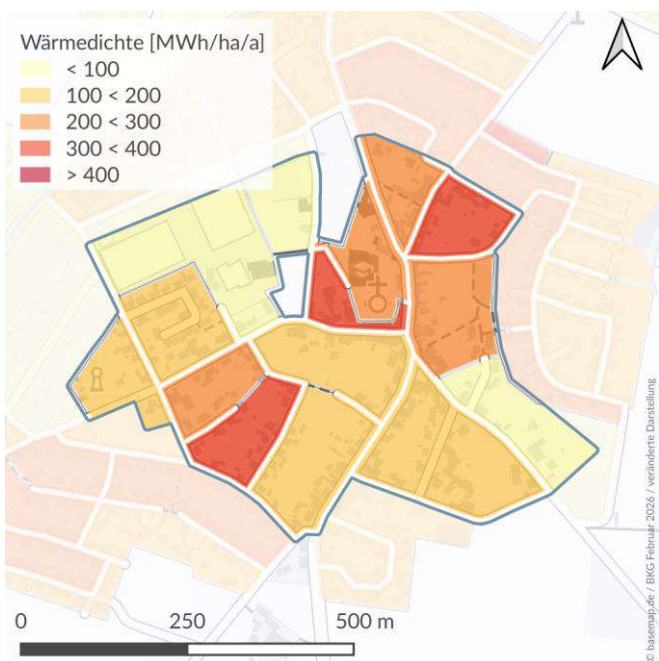 Wärmedichte [MWh/ha/a]
< 100
100 < 200
200 < 300
300 < 400
> 400
0 250 500 m
© basemap.de / BKG Februar 2026 / veränderte Darstellung